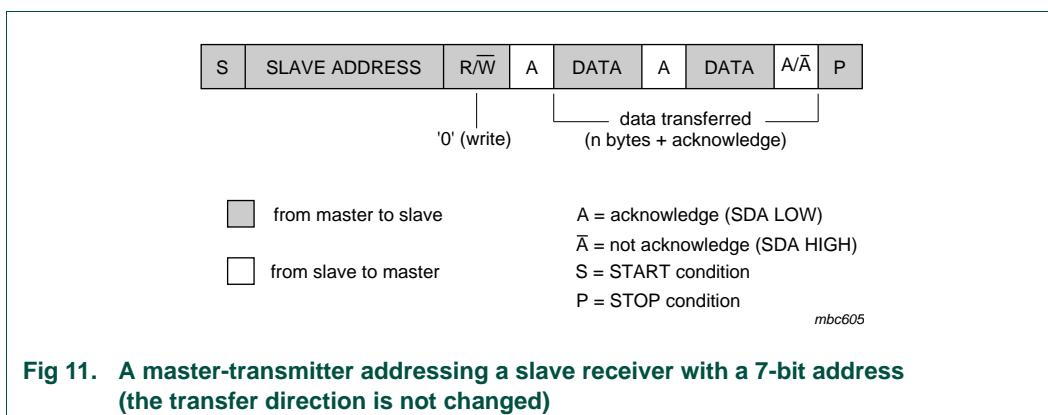 S SLAVE ADDRESS R/W̅ A DATA A DATA A/A̅ P
data transferred
'0' (write) (n bytes + acknowledge)
from master to slave
from slave to master
A = acknowledge (SDA LOW)
A̅ = not acknowledge (SDA HIGH)
S = START condition
P = STOP condition
mbc605
Fig 11. A master-transmitter addressing a slave receiver with a 7-bit address
(the transfer direction is not changed)